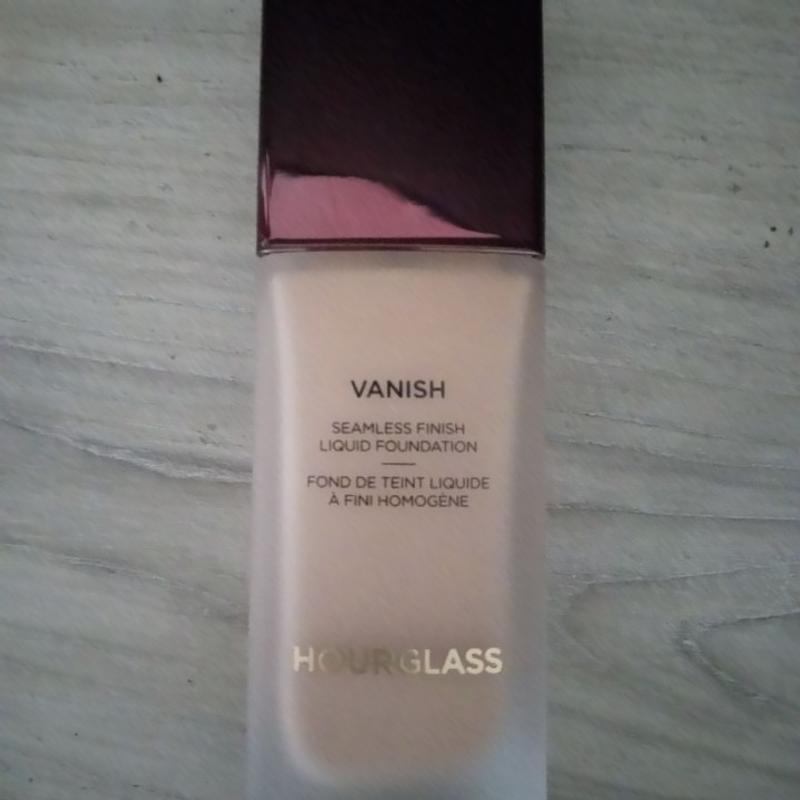 VANISH
SEAMLESS FINISH
LIQUID FOUNDATION
FOND DE TEINT LIQUIDE
À FINI HOMOGÈNE
HOURGLASS